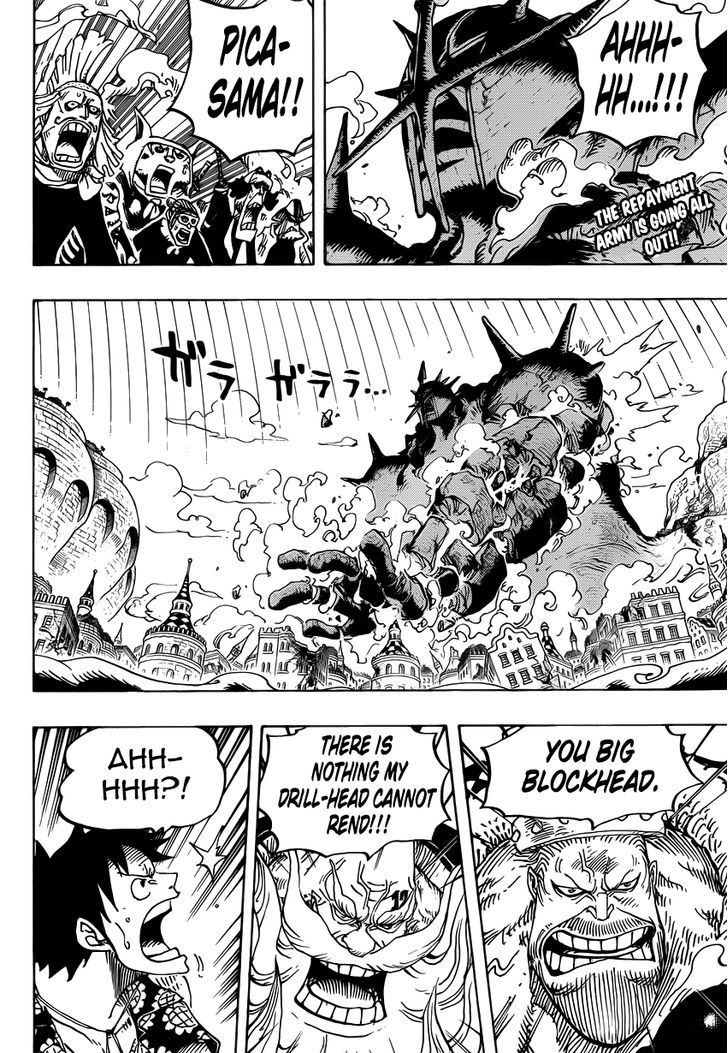 AHHH-
HH...!!!
THE REPAYMENT
ARMY IS GOING ALL
OUT!!
PICA-
SAMA!!
ガラ
ガララ...
YOU BIG
BLOCKHEAD.
THERE IS
NOTHING MY
DRILL-HEAD CANNOT
REND!!!
12
AHH-
HHH?!